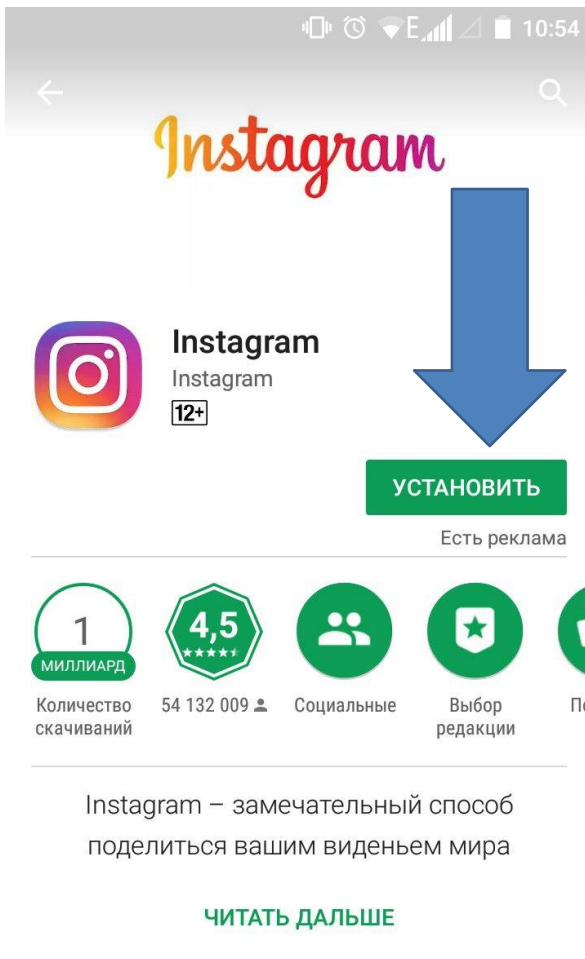 10:54
Instagram
Instagram
Instagram
12+
УСТАНОВИТЬ
Есть реклама
1
МИЛЛИАРД
Количество
скачиваний
4,5
54 132 009
Социальные
Выбор
редакции
Instagram – замечательный способ
поделиться вашим виденьем мира
ЧИТАТЬ ДАЛЬШЕ